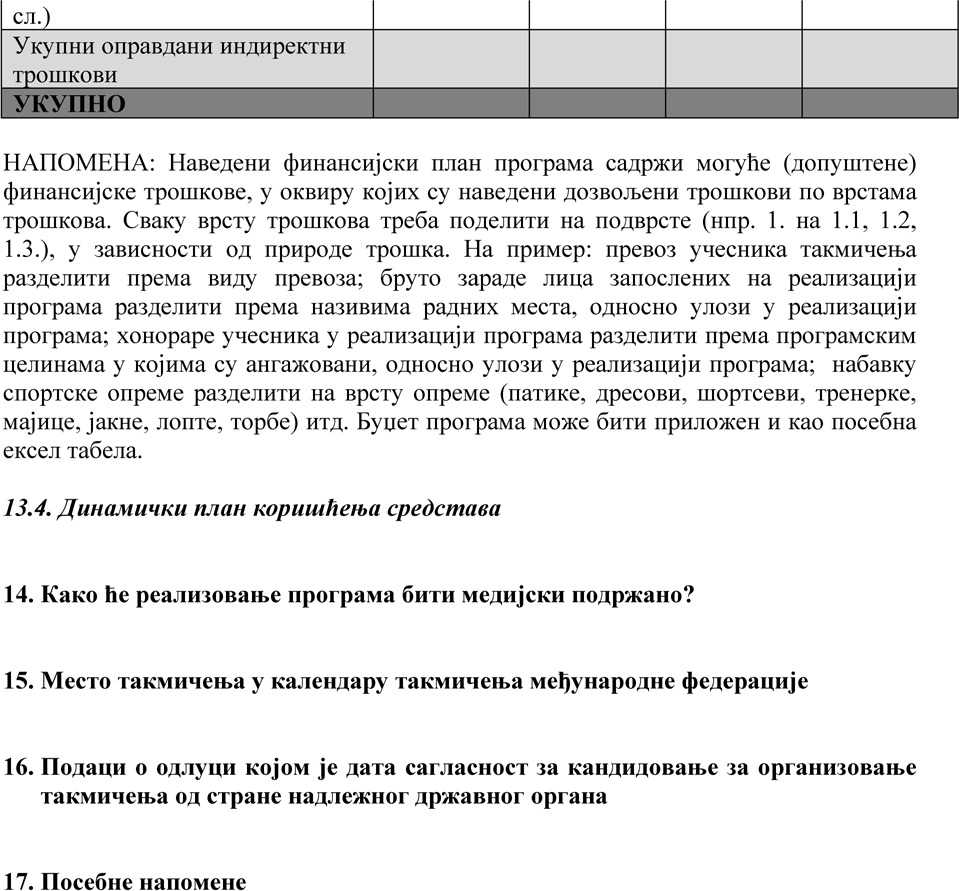 сл.)
Укупни оправдани индиректни
трошкови
УКУПНО
НАПОМЕНА: Наведени финансијски план програма садржи могуће (допуштене)
финансијске трошкове, у оквиру којих су наведени дозвољени трошкови по врстама
трошкова. Сваку врсту трошкова треба поделити на подврсте (нпр. 1. на 1.1, 1.2,
1.3.), у зависности од природе трошка. На пример: превоз учесника такмичења
разделити према виду превоза; бруто зараде лица запослених на реализацији
програма разделити према називима радних места, односно улози у реализацији
програма; хонораре учесника у реализацији програма разделити према програмским
целинама у којима су ангажовани, односно улози у реализацији програма; набавку
спортске опреме разделити на врсту опреме (патике, дресови, шортсеви, тренерке,
мајице, јакне, лопте, торбе) итд. Буџет програма може бити приложен и као посебна
ексел табела.
13.4. Динамички план коришћења средстава
14. Како ће реализовање програма бити медијски подржано?
15. Место такмичења у календару такмичења међународне федерације
16. Подаци о одлуци којом је дата сагласност за кандидовање за организовање
такмичења од стране надлежног државног органа
17. Посебне напомене